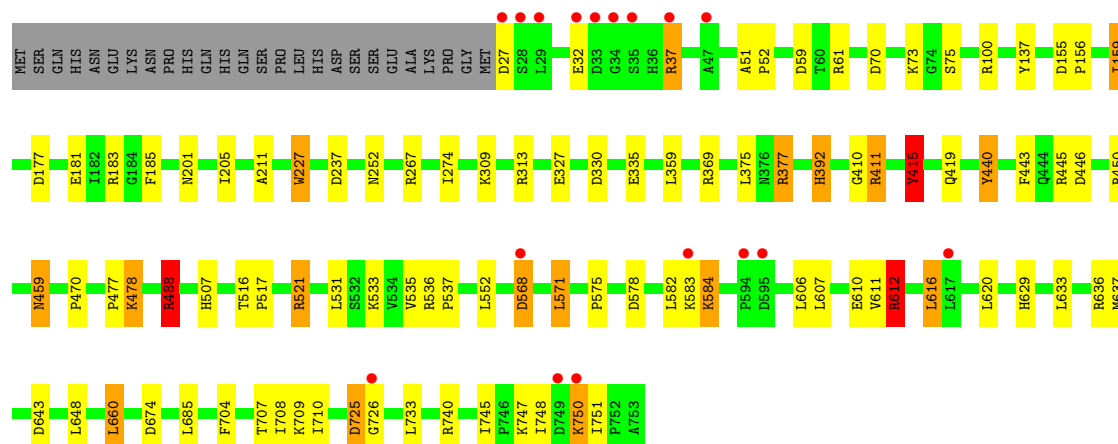 MET SER GLN HIS ASN GLU LYS ASN PRO HIS GLN HIS GLN SER PRO LEU HIS ASP SER SER GLU ALA LYS PRO GLY MET D27 S28 L29 E32 D33 G34 S35 H36 R37 A47 A51 P52 D59 T60 R61 D70 K73 G74 S75 R100 Y137 D155 P156 I159
D177 E181 I182 R183 G184 F185 N201 I205 A211 W227 D237 N252 R267 I274 K309 R313 E327 D330 E335 L359 R369 L375 N376 R377 H392 G410 R411 Y415 Q419 Y440 F443 Q444 R445 D446 R450
N459 P470 P477 K478 R488 H507 T516 P517 R521 L531 S532 K533 V534 V535 R536 P537 L552 D568 L571 P575 D578 L582 K583 K584 P594 D595 L606 L607 E610 V611 R612 L616 L617 L620 H629 L633 R636 M637
D643 L648 L660 D674 L685 F704 T707 I708 K709 I710 D725 G726 L733 R740 I745 P746 K747 I748 D749 K750 I751 P752 A753